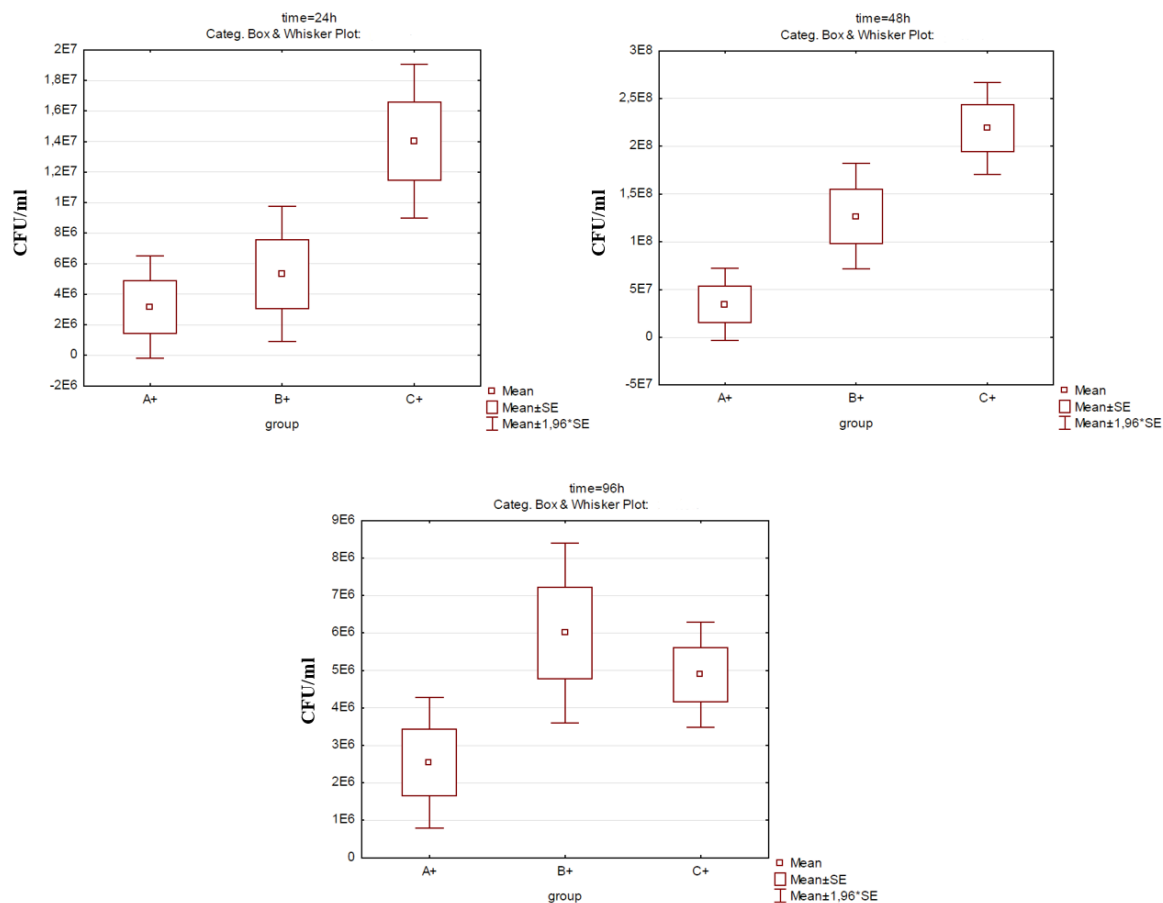 time=24h
Categ. Box & Whisker Plot:
2E7
1,8E7
1,6E7
1,4E7
1,2E7
1E7
8E6
6E6
4E6
2E6
0
-2E6
CFU/ml
A+ B+ C+
group
Mean
Mean±SE
Mean±1,96*SE
time=48h
Categ. Box & Whisker Plot:
3E8
2,5E8
2E8
1,5E8
1E8
5E7
0
-5E7
CFU/ml
A+ B+ C+
group
Mean
Mean±SE
Mean±1,96*SE
time=96h
Categ. Box & Whisker Plot:
9E6
8E6
7E6
6E6
5E6
4E6
3E6
2E6
1E6
0
CFU/ml
A+ B+ C+
group
Mean
Mean±SE
Mean±1,96*SE